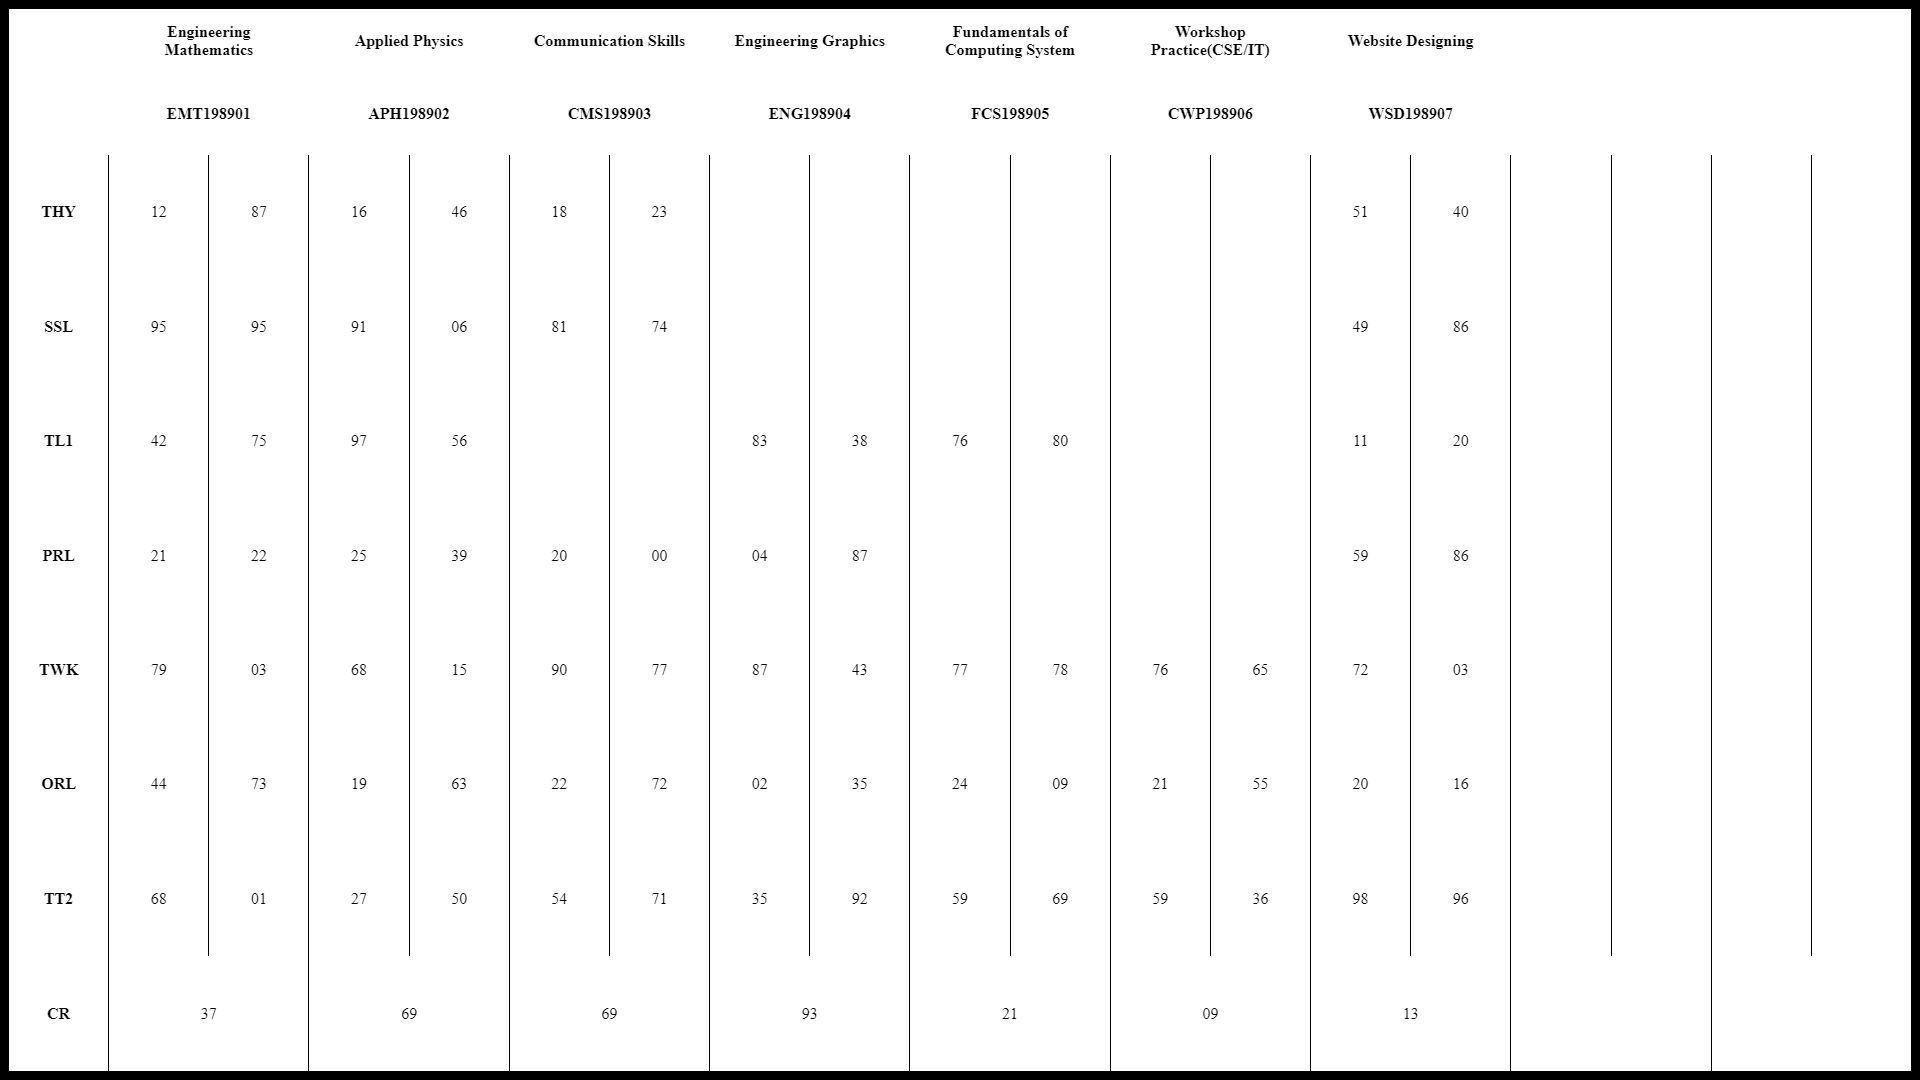 Engineering Mathematics Applied Physics Communication Skills Engineering Graphics Fundamentals of Computing System Workshop Practice(CSE/IT) Website Designing
EMT198901 APH198902 CMS198903 ENG198904 FCS198905 CWP198906 WSD198907
THY 12 87 16 46 18 23 51 40
SSL 95 95 91 06 81 74 49 86
TL1 42 75 97 56 83 38 76 80 11 20
PRL 21 22 25 39 20 00 04 87 59 86
TWK 79 03 68 15 90 77 87 43 77 78 76 65 72 03
ORL 44 73 19 63 22 72 02 35 24 09 21 55 20 16
TT2 68 01 27 50 54 71 35 92 59 69 59 36 98 96
CR 37 69 69 93 21 09 13